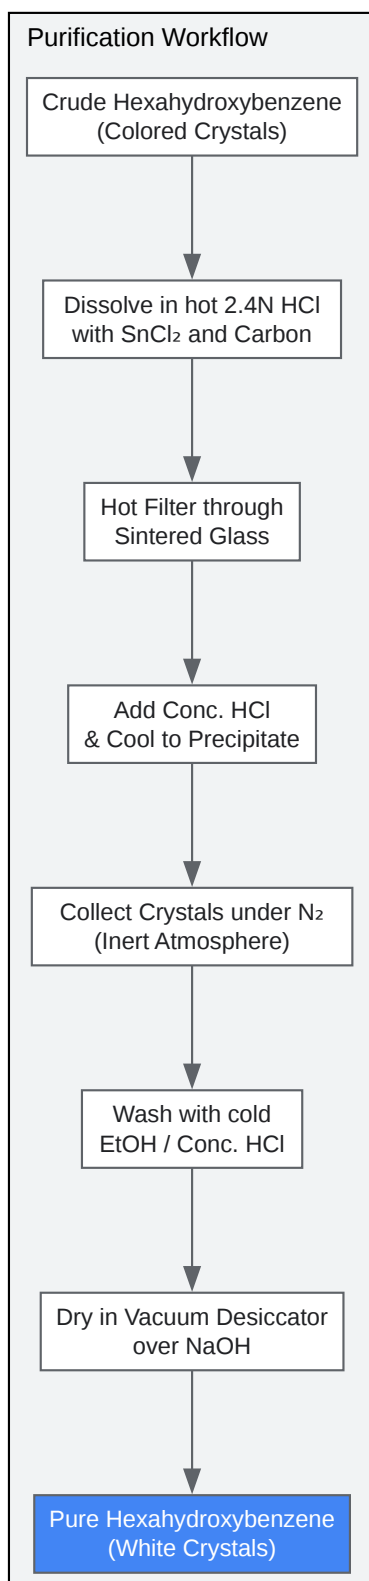 Purification Workflow
Crude Hexahydroxybenzene
(Colored Crystals)
Dissolve in hot 2.4N HCl
with SnCl₂ and Carbon
Hot Filter through
Sintered Glass
Add Conc. HCl
& Cool to Precipitate
Collect Crystals under N₂
(Inert Atmosphere)
Wash with cold
EtOH / Conc. HCl
Dry in Vacuum Desiccator
over NaOH
Pure Hexahydroxybenzene
(White Crystals)